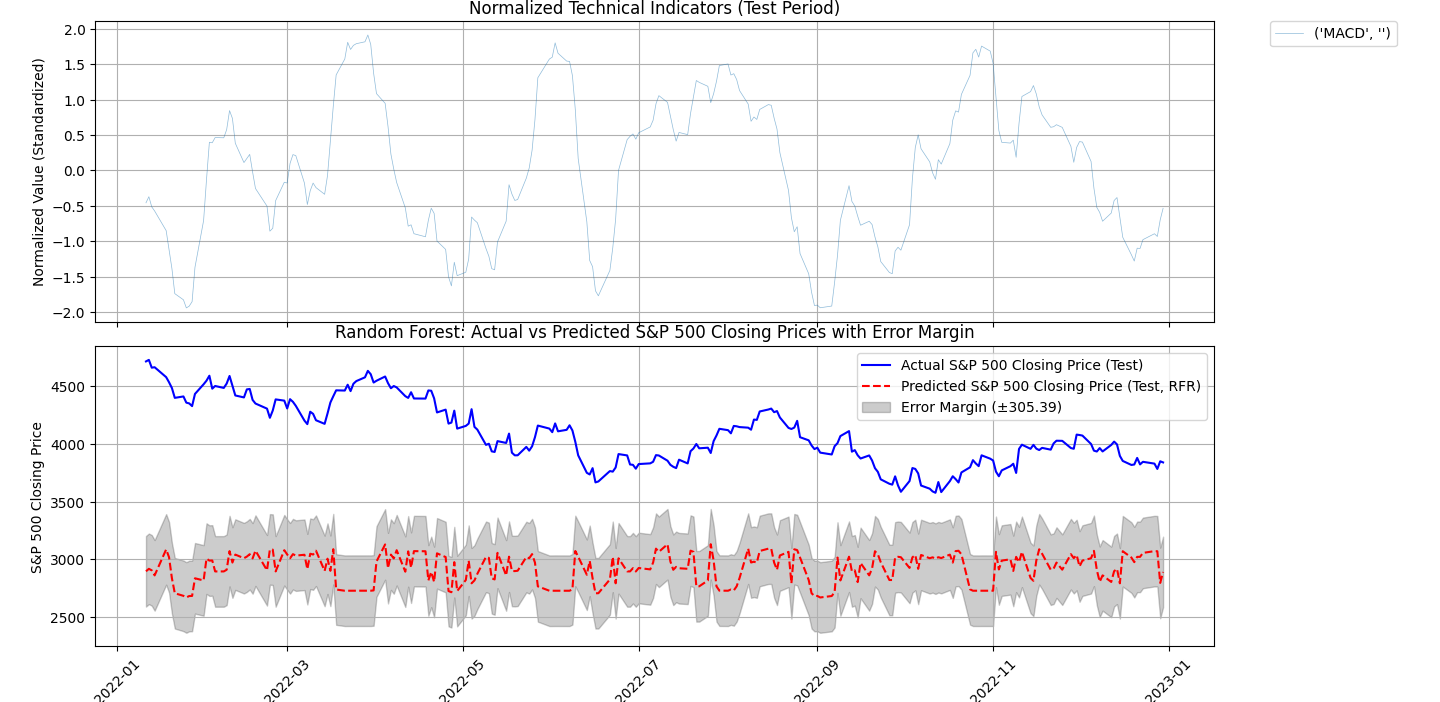 Normalized Technical Indicators (Test Period)
('MACD', '')
Normalized Value (Standardized)
2.0
1.5
1.0
0.5
0.0
−0.5
−1.0
−1.5
−2.0
Random Forest: Actual vs Predicted S&P 500 Closing Prices with Error Margin
S&P 500 Closing Price
4500
4000
3500
3000
2500
Actual S&P 500 Closing Price (Test)
Predicted S&P 500 Closing Price (Test, RFR)
Error Margin (±305.39)
2022-01
2022-03
2022-05
2022-07
2022-09
2022-11
2023-01